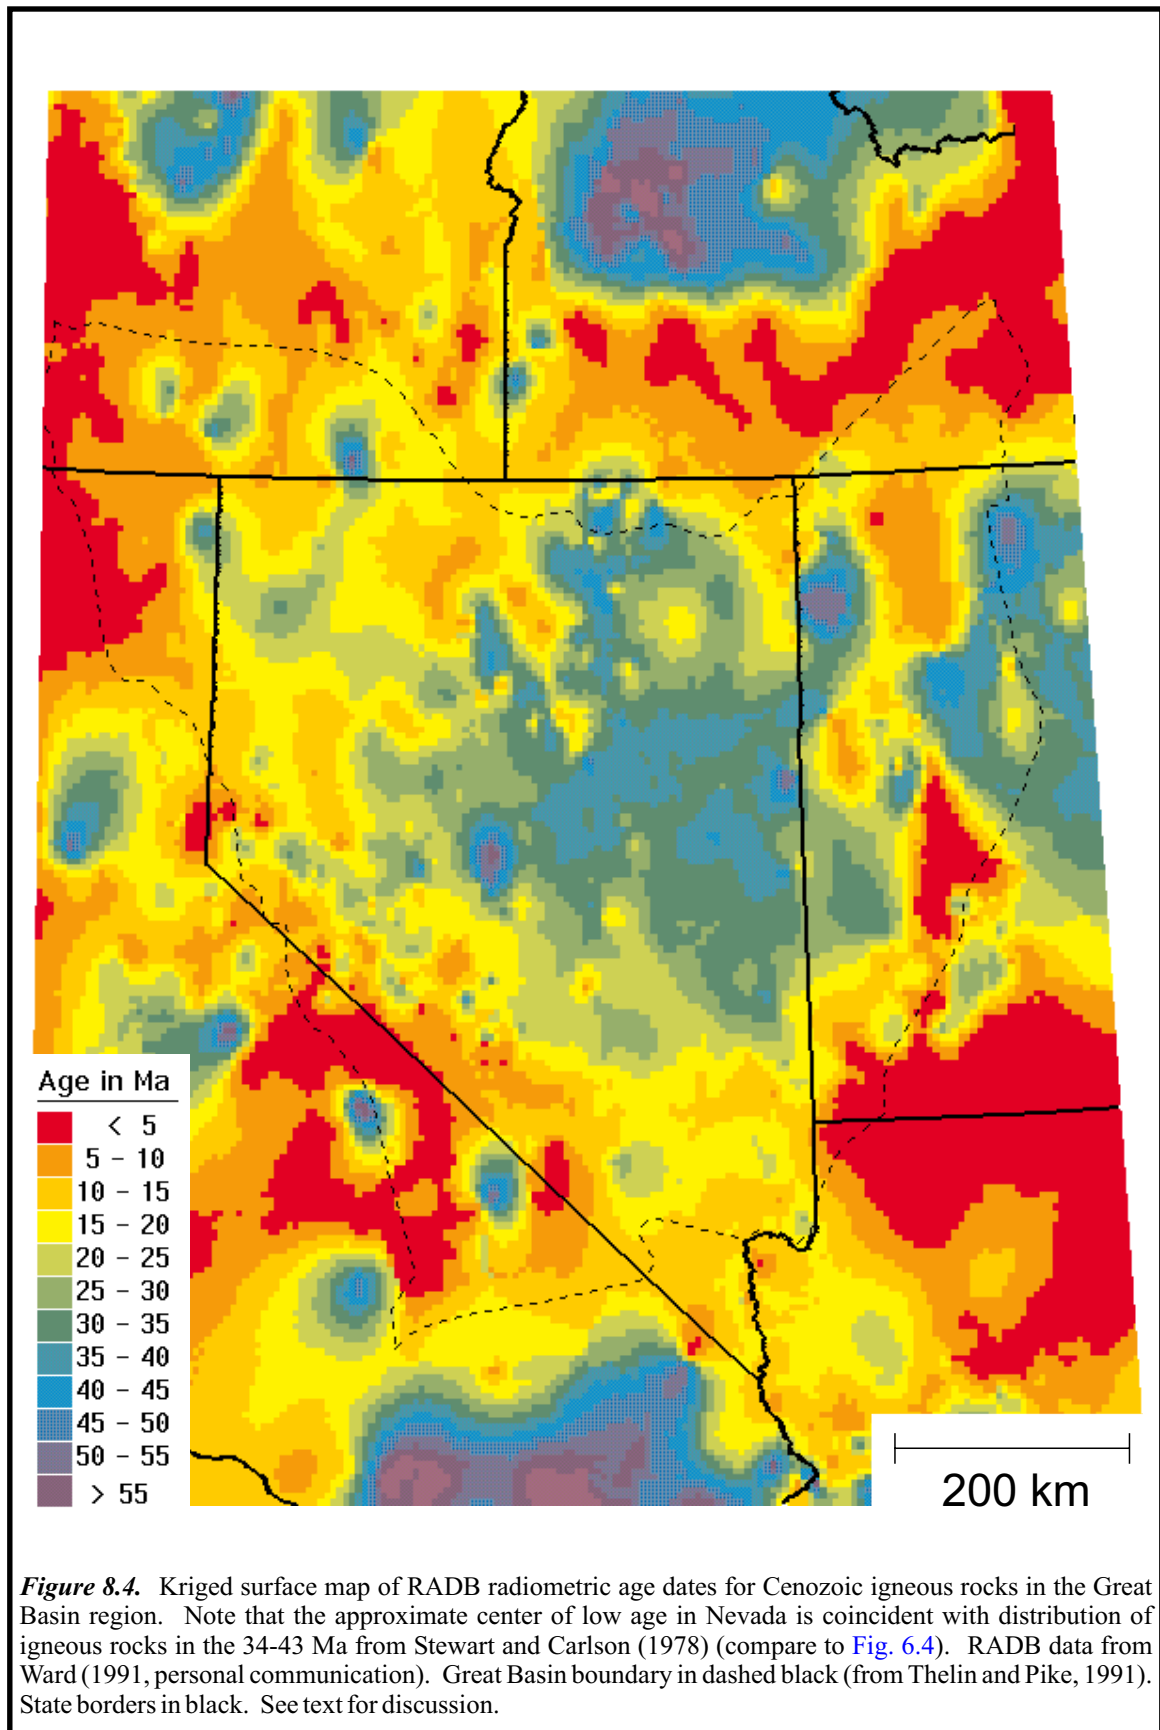 Age in Ma
< 5
5 - 10
10 - 15
15 - 20
20 - 25
25 - 30
30 - 35
35 - 40
40 - 45
45 - 50
50 - 55
> 55
200 km
Figure 8.4. Kriged surface map of RADB radiometric age dates for Cenozoic igneous rocks in the Great
Basin region. Note that the approximate center of low age in Nevada is coincident with distribution of
igneous rocks in the 34-43 Ma from Stewart and Carlson (1978) (compare to Fig. 6.4). RADB data from
Ward (1991, personal communication). Great Basin boundary in dashed black (from Thelin and Pike, 1991).
State borders in black. See text for discussion.